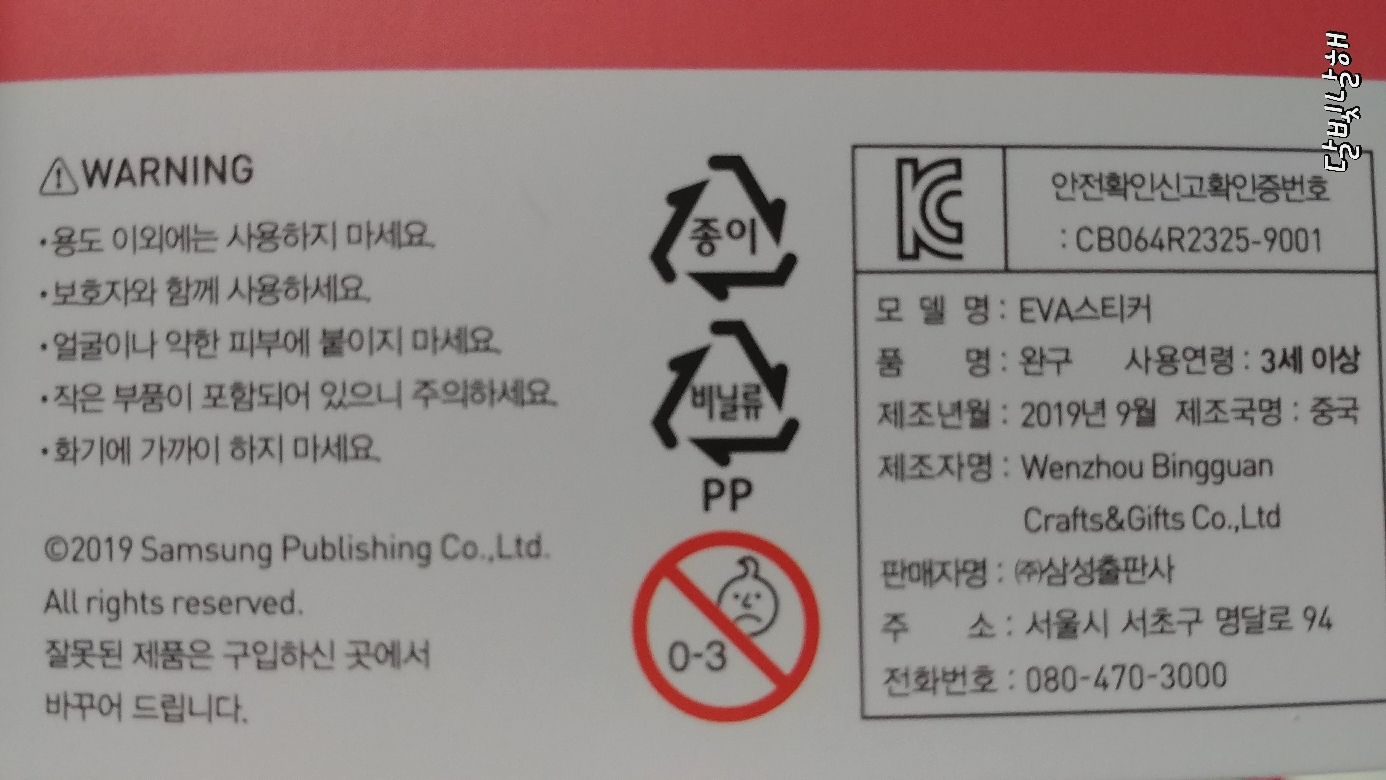 WARNING
·용도 이외에는 사용하지 마세요.
·보호자와 함께 사용하세요.
·얼굴이나 약한 피부에 붙이지 마세요.
·작은 부품이 포함되어 있으니 주의하세요.
·화기에 가까이 하지 마세요.
©2019 Samsung Publishing Co.,Ltd.
All rights reserved.
잘못된 제품은 구입하신 곳에서
바꾸어 드립니다.
종이
비닐류
PP
0-3
안전확인신고확인증번호
: CB064R2325-9001
모 델 명 : EVA스티커
품 명 : 완구 사용연령 : 3세 이상
제조년월 : 2019년 9월 제조국명 : 중국
제조자명 : Wenzhou Bingguan
Crafts&Gifts Co.,Ltd
판매자명 : ㈜삼성출판사
주 소 : 서울시 서초구 명달로 94
전화번호 : 080-470-3000